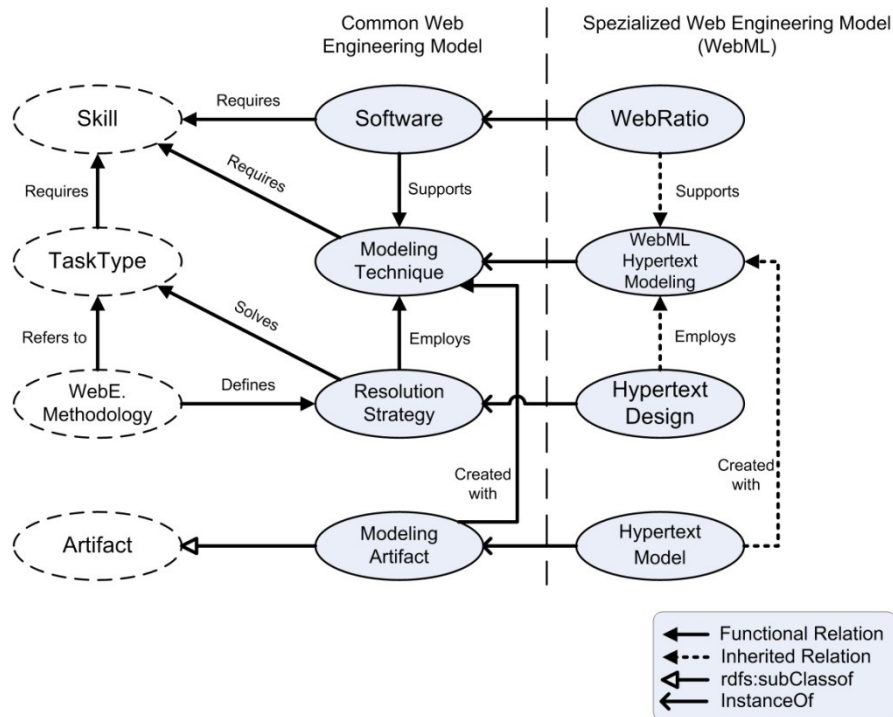 Common Web
Engineering Model
Spezialized Web Engineering Model
(WebML)
Skill
Requires
Software
WebRatio
Requires
Requires
Supports
Supports
TaskType
Modeling
Technique
WebML
Hypertext
Modeling
Refers to
Solves
Employs
Employs
WebE.
Methodology
Defines
Resolution
Strategy
Hypertext
Design
Created
with
Created
with
Artifact
Modeling
Artifact
Hypertext
Model
Functional Relation
Inherited Relation
rdfs:subClassof
InstanceOf